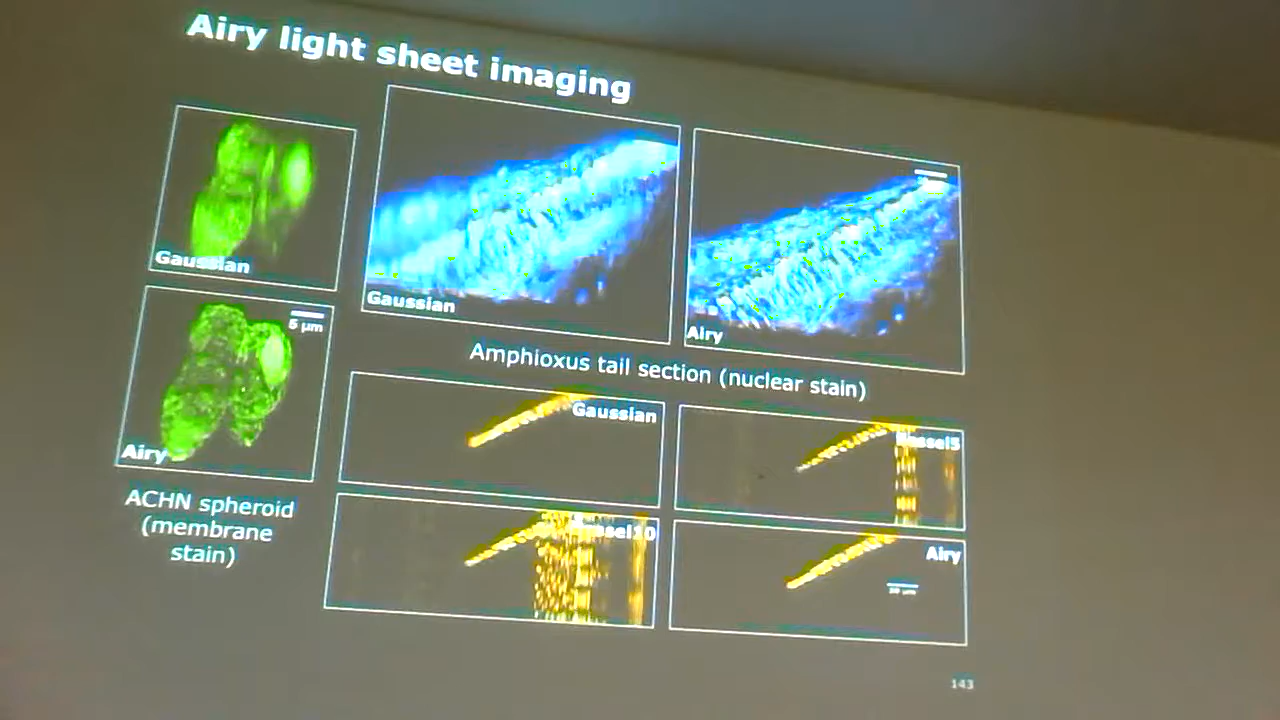 Airy light sheet imaging
Gaussian
5 µm
Airy
ACHN spheroid
(membrane
stain)
Gaussian
Airy
Amphioxus tail section (nuclear stain)
Gaussian
Bessel5
Bessel10
Airy
143